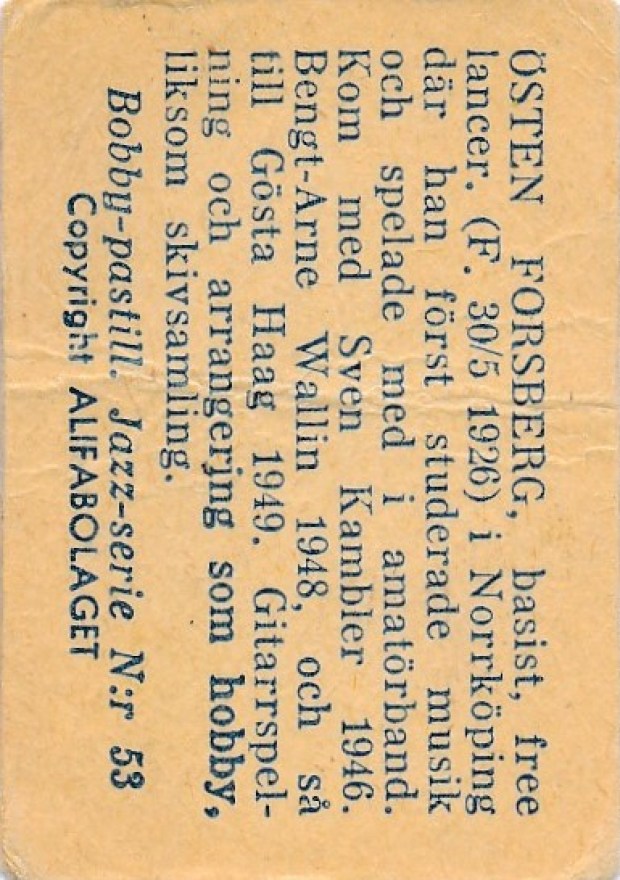 ÖSTEN FORSBERG, basist, free
lancer. (F. 30/5 1926) i Norrköping
där han först studerade musik
och spelade med i amatörband.
Kom med Sven Kambler 1946.
Bengt-Arne Wallin 1948, och så
till Gösta Haag 1949. Gitarrspel-
ning och arrangering som hobby,
liksom skivsamling.
Bobby-pastill. Jazz-serie N:r 53
Copyright ALIFABOLAGET